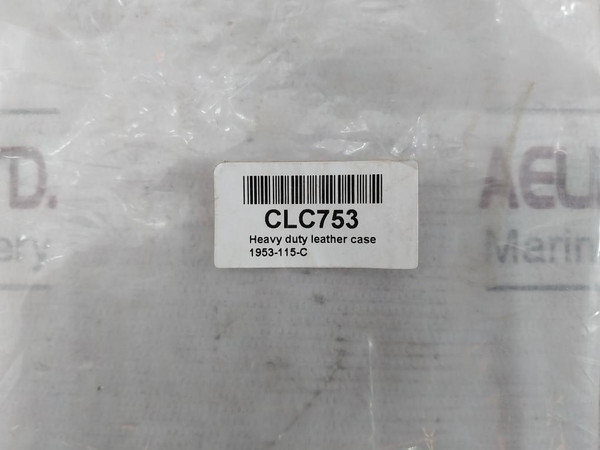 CLC753
Heavy duty leather case
1953-115-C